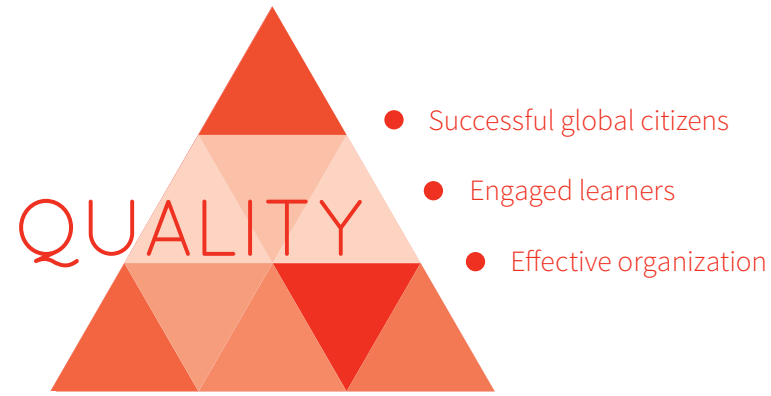 Successful global citizens
Engaged learners
QUALITY
Effective organization